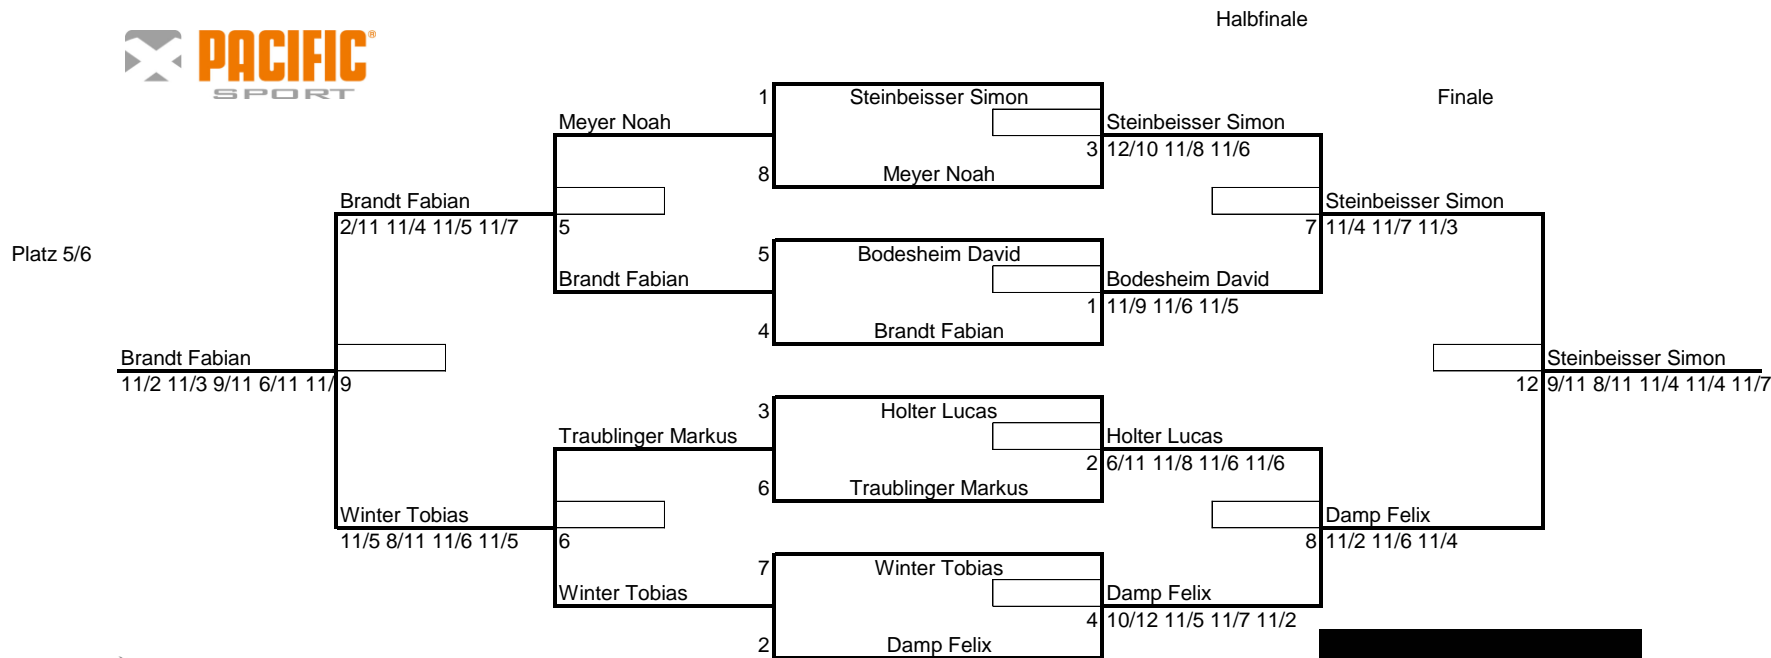 Halbfinale
PACIFIC®
SPORT
1 Steinbeisser Simon
Finale
Meyer Noah
Steinbeisser Simon
3 12/10 11/8 11/6
8 Meyer Noah
Brandt Fabian
Steinbeisser Simon
2/11 11/4 11/5 11/7 5
7 11/4 11/7 11/3
Platz 5/6
5 Bodesheim David
Brandt Fabian
Bodesheim David
1 11/9 11/6 11/5
4 Brandt Fabian
Brandt Fabian
Steinbeisser Simon
11/2 11/3 9/11 6/11 11/ 9
12 9/11 8/11 11/4 11/4 11/7
3 Holter Lucas
Traublinger Markus
Holter Lucas
2 6/11 11/8 11/6 11/6
6 Traublinger Markus
Winter Tobias
Damp Felix
11/5 8/11 11/6 11/5 6
8 11/2 11/6 11/4
7 Winter Tobias
Winter Tobias
Damp Felix
4 10/12 11/5 11/7 11/2
2 Damp Felix